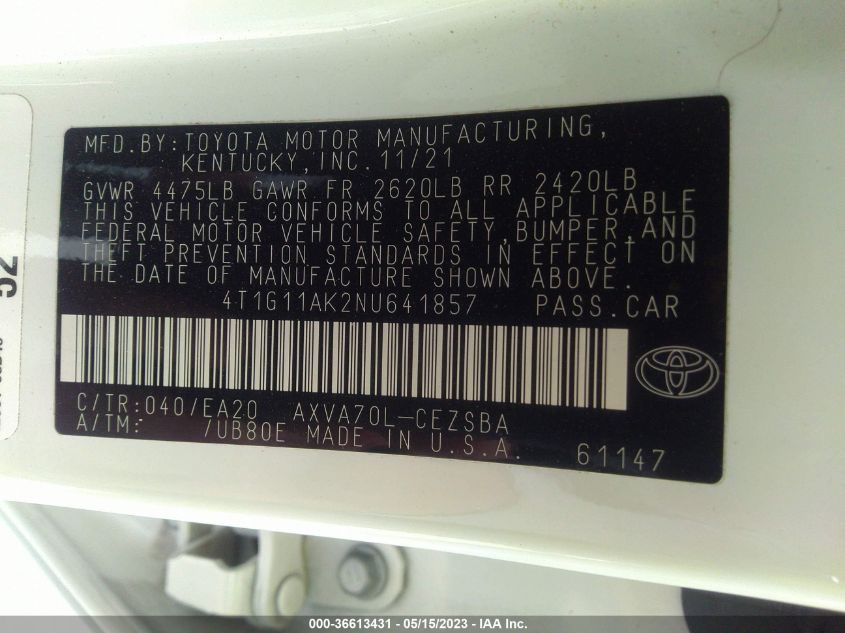 MFD.BY:TOYOTA MOTOR MANUFACTURING,
KENTUCKY,INC.11/21
GVWR 4475LB GAWR FR 2620LB RR 2420LB
THIS VEHICLE CONFORMS TO ALL APPLICABLE
FEDERAL MOTOR VEHICLE SAFETY,BUMPER,AND
THEFT PREVENTION STANDARDS IN EFFECT ON
THE DATE OF MANUFACTURE SHOWN ABOVE.
4T1G11AK2NU641857 PASS.CAR
C/TR:040/EA20 AXVA70L-CEZSBA
A/TM: /UB80E MADE IN U.S.A.
61147
52
000-36613431 - 05/15/2023 - IAA Inc.